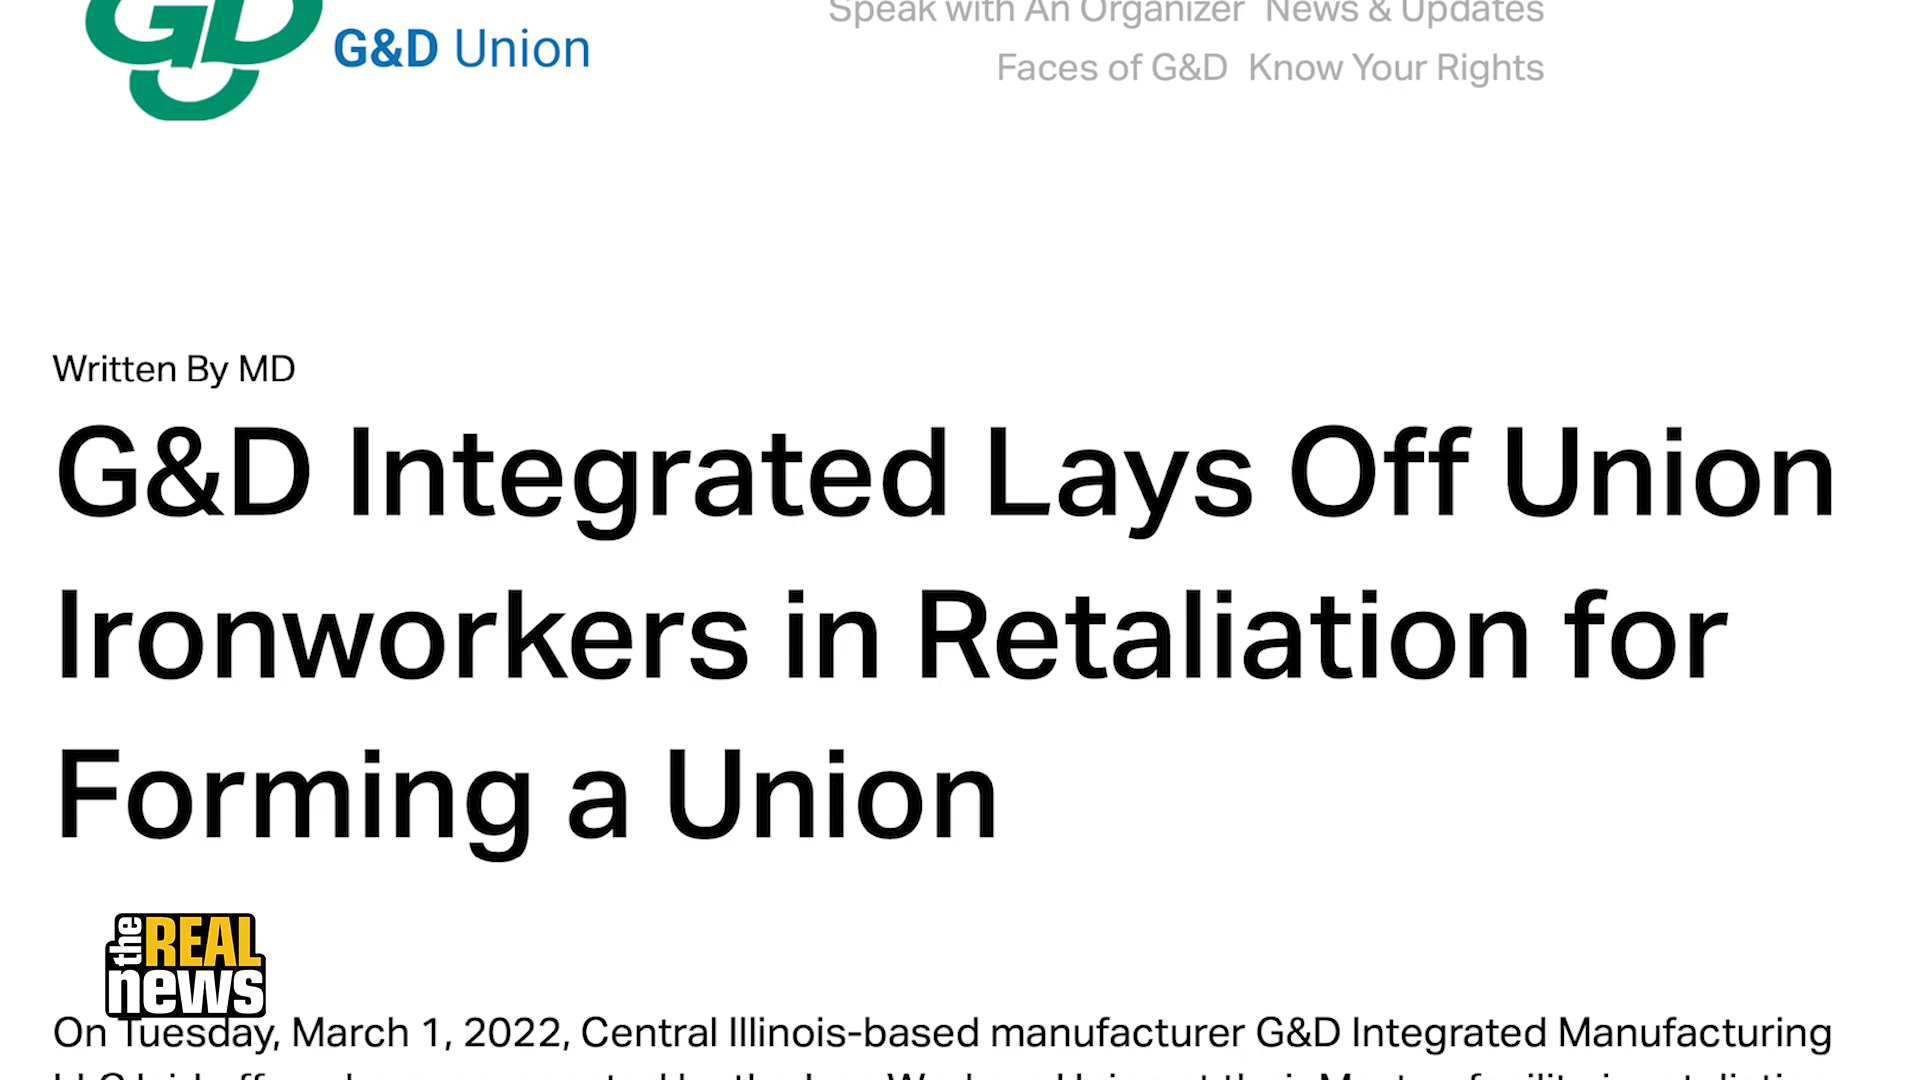 Speak with An Organizer News & Updates
GD
G&D Union
Faces of G&D Know Your Rights
Written By MD
G&D Integrated Lays Off Union
Ironworkers in Retaliation for
Forming a Union
the REAL
news
On Tuesday, March 1, 2022, Central Illinois-based manufacturer G&D Integrated Manufacturing